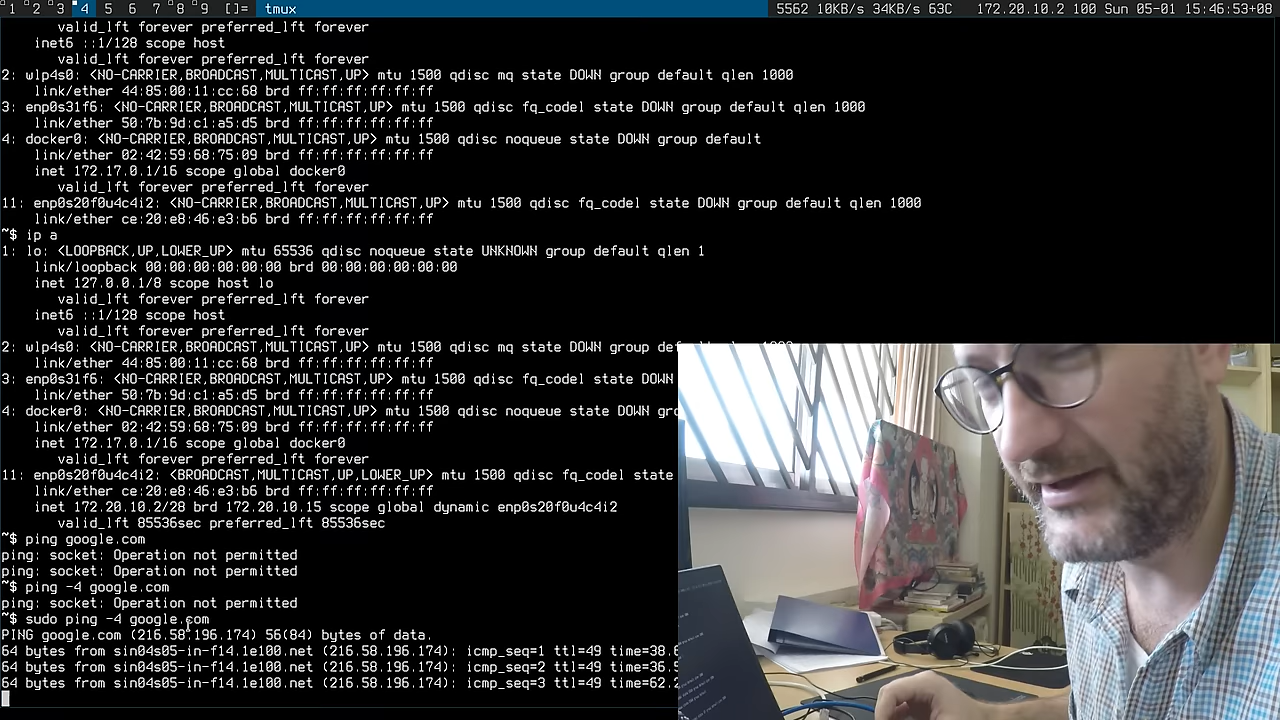 1 2 3 4 5 6 7 8 9 []= tmux 5562 10KB/s 34KB/s 63C 172.20.10.2 100 Sun 05-01 15:46:53+08
valid_lft forever preferred_lft forever
inet6 ::1/128 scope host
valid_lft forever preferred_lft forever
2: wlp4s0: <NO-CARRIER,BROADCAST,MULTICAST,UP> mtu 1500 qdisc mq state DOWN group default qlen 1000
link/ether 44:85:00:11:cc:68 brd ff:ff:ff:ff:ff:ff
3: enp0s31f6: <NO-CARRIER,BROADCAST,MULTICAST,UP> mtu 1500 qdisc fq_codel state DOWN group default qlen 1000
link/ether 50:7b:9d:c1:a5:d5 brd ff:ff:ff:ff:ff:ff
4: docker0: <NO-CARRIER,BROADCAST,MULTICAST,UP> mtu 1500 qdisc noqueue state DOWN group default
link/ether 02:42:59:68:75:09 brd ff:ff:ff:ff:ff:ff
inet 172.17.0.1/16 scope global docker0
valid_lft forever preferred_lft forever
11: enp0s20f0u4c4i2: <NO-CARRIER,BROADCAST,MULTICAST,UP> mtu 1500 qdisc fq_codel state DOWN group default qlen 1000
link/ether ce:20:e8:46:e3:b6 brd ff:ff:ff:ff:ff:ff
~$ ip a
1: lo: <LOOPBACK,UP,LOWER_UP> mtu 65536 qdisc noqueue state UNKNOWN group default qlen 1
link/loopback 00:00:00:00:00:00 brd 00:00:00:00:00:00
inet 127.0.0.1/8 scope host lo
valid_lft forever preferred_lft forever
inet6 ::1/128 scope host
valid_lft forever preferred_lft forever
2: wlp4s0: <NO-CARRIER,BROADCAST,MULTICAST,UP> mtu 1500 qdisc mq state DOWN group
link/ether 44:85:00:11:cc:68 brd ff:ff:ff:ff:ff:ff
3: enp0s31f6: <NO-CARRIER,BROADCAST,MULTICAST,UP> mtu 1500 qdisc fq_codel state DOWN
link/ether 50:7b:9d:c1:a5:d5 brd ff:ff:ff:ff:ff:ff
4: docker0: <NO-CARRIER,BROADCAST,MULTICAST,UP> mtu 1500 qdisc noqueue state DOWN
link/ether 02:42:59:68:75:09 brd ff:ff:ff:ff:ff:ff
inet 172.17.0.1/16 scope global docker0
valid_lft forever preferred_lft forever
11: enp0s20f0u4c4i2: <BROADCAST,MULTICAST,UP,LOWER_UP> mtu 1500 qdisc fq_codel state
link/ether ce:20:e8:46:e3:b6 brd ff:ff:ff:ff:ff:ff
inet 172.20.10.2/28 brd 172.20.10.15 scope global dynamic enp0s20f0u4c4i2
valid_lft 85536sec preferred_lft 85536sec
~$ ping google.com
ping: socket: Operation not permitted
ping: socket: Operation not permitted
~$ ping -4 google.com
ping: socket: Operation not permitted
~$ sudo ping -4 google.com
PING google.com (216.58.196.174) 56(84) bytes of data.
64 bytes from sin04s05-in-f14.1e100.net (216.58.196.174): icmp_seq=1 ttl=49 time=38.
64 bytes from sin04s05-in-f14.1e100.net (216.58.196.174): icmp_seq=2 ttl=49 time=36.
64 bytes from sin04s05-in-f14.1e100.net (216.58.196.174): icmp_seq=3 ttl=49 time=62.